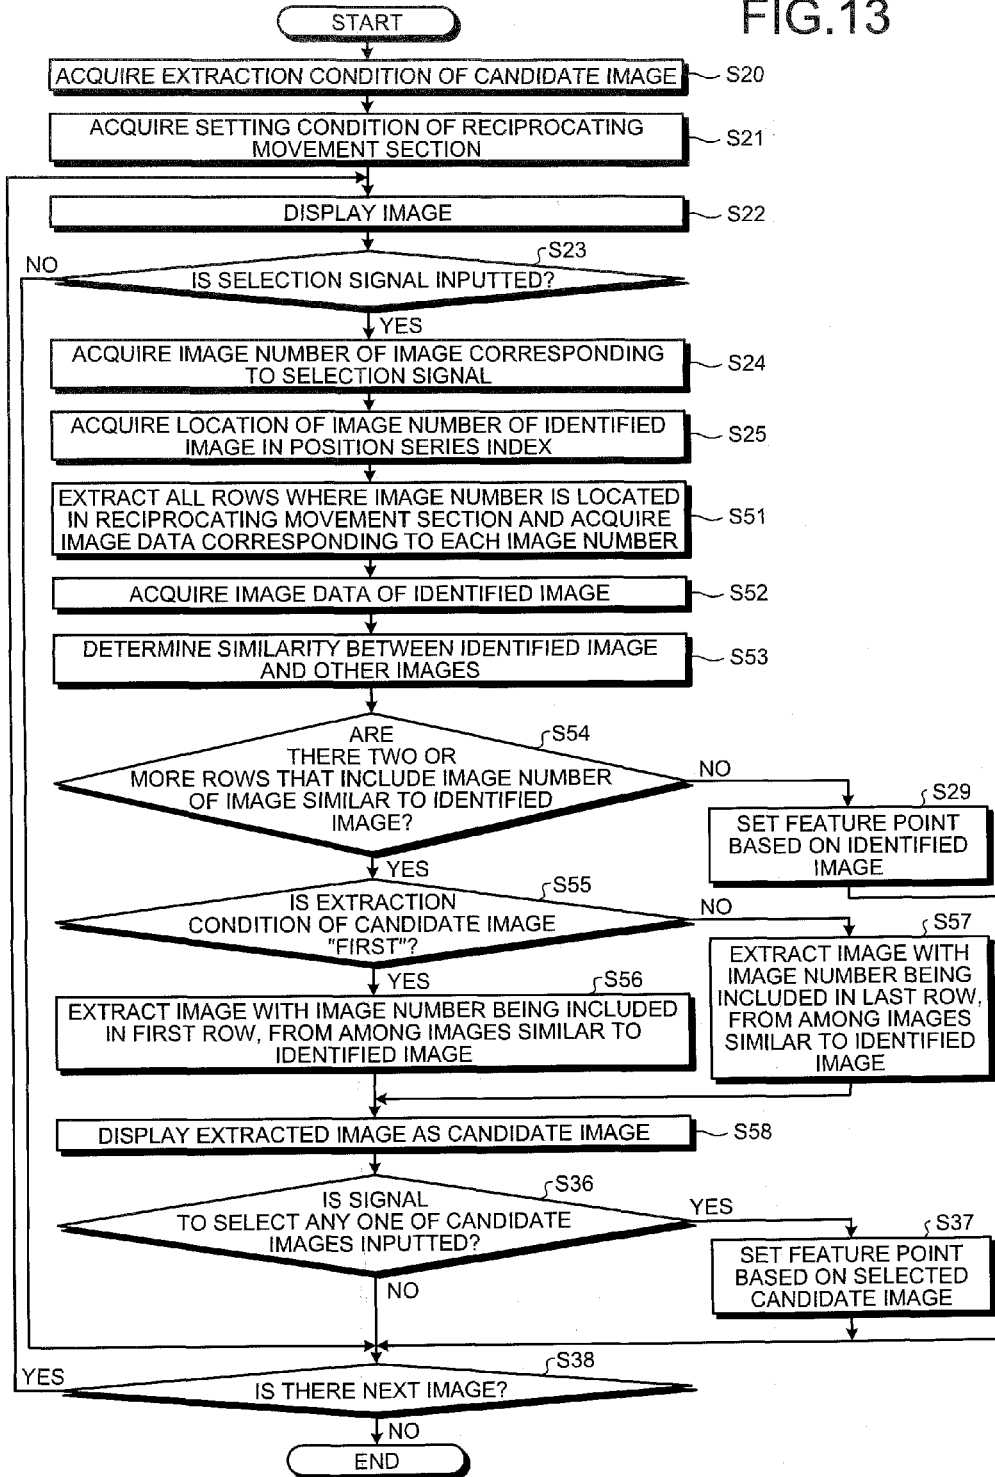 FIG.13
START
ACQUIRE EXTRACTION CONDITION OF CANDIDATE IMAGE
S20
ACQUIRE SETTING CONDITION OF RECIPROCATING
MOVEMENT SECTION
S21
DISPLAY IMAGE
S22
S23
NO
IS SELECTION SIGNAL INPUTTED?
YES
ACQUIRE IMAGE NUMBER OF IMAGE CORRESPONDING
TO SELECTION SIGNAL
S24
ACQUIRE LOCATION OF IMAGE NUMBER OF IDENTIFIED
IMAGE IN POSITION SERIES INDEX
S25
EXTRACT ALL ROWS WHERE IMAGE NUMBER IS LOCATED
IN RECIPROCATING MOVEMENT SECTION AND ACQUIRE
IMAGE DATA CORRESPONDING TO EACH IMAGE NUMBER
S51
ACQUIRE IMAGE DATA OF IDENTIFIED IMAGE
S52
DETERMINE SIMILARITY BETWEEN IDENTIFIED IMAGE
AND OTHER IMAGES
S53
S54
ARE
THERE TWO OR
MORE ROWS THAT INCLUDE IMAGE NUMBER
OF IMAGE SIMILAR TO IDENTIFIED
IMAGE?
NO
YES
S29
SET FEATURE POINT
BASED ON IDENTIFIED
IMAGE
S55
IS EXTRACTION
CONDITION OF CANDIDATE IMAGE
"FIRST"?
NO
YES
S57
EXTRACT IMAGE WITH
IMAGE NUMBER BEING
INCLUDED IN LAST ROW,
FROM AMONG IMAGES
SIMILAR TO IDENTIFIED
IMAGE
S56
EXTRACT IMAGE WITH IMAGE NUMBER BEING INCLUDED
IN FIRST ROW, FROM AMONG IMAGES SIMILAR TO
IDENTIFIED IMAGE
DISPLAY EXTRACTED IMAGE AS CANDIDATE IMAGE
S58
S36
IS SIGNAL
TO SELECT ANY ONE OF CANDIDATE
IMAGES INPUTTED?
YES
NO
S37
SET FEATURE POINT
BASED ON SELECTED
CANDIDATE IMAGE
S38
YES
IS THERE NEXT IMAGE?
NO
END